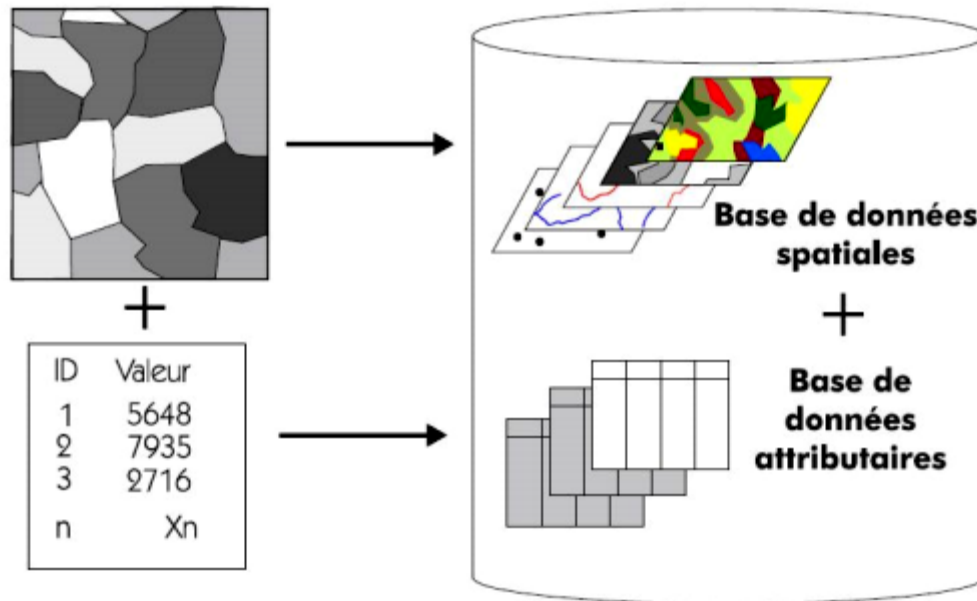 ID Valeur
1 5648
2 7935
3 2716
n Xn
Base de données
spatiales
+
Base de
données
attributaires